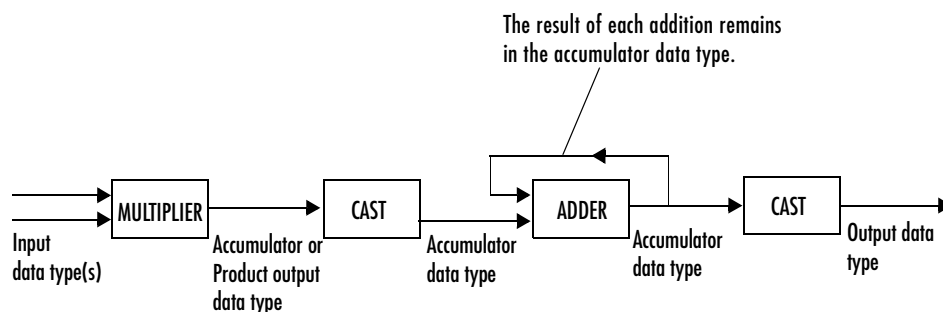 The result of each addition remains
in the accumulator data type.
MULTIPLIER
CAST
ADDER
CAST
Input
data type(s)
Accumulator or
Product output
data type
Accumulator
data type
Accumulator
data type
Output data
type